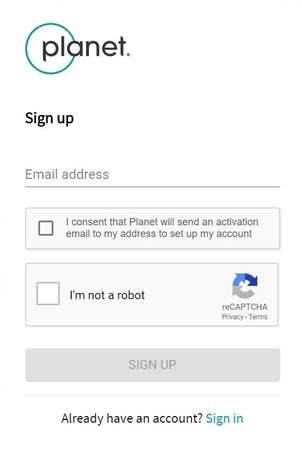 planet.
Sign up
Email address
I consent that Planet will send an activation
email to my address to set up my account
I'm not a robot
reCAPTCHA
Privacy - Terms
SIGN UP
Already have an account? Sign in